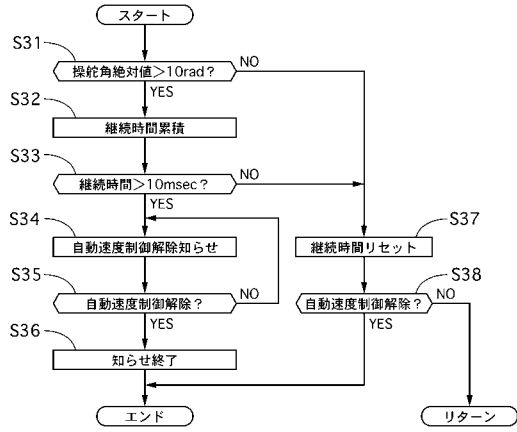 スタート
S31
操舵角絶対値>10rad?
NO
YES
S32
継続時間累積
S33
継続時間>10msec?
NO
YES
S34
自動速度制御解除知らせ
S37
継続時間リセット
S35
自動速度制御解除?
NO
YES
S38
自動速度制御解除?
NO
YES
S36
知らせ終了
エンド
リターン